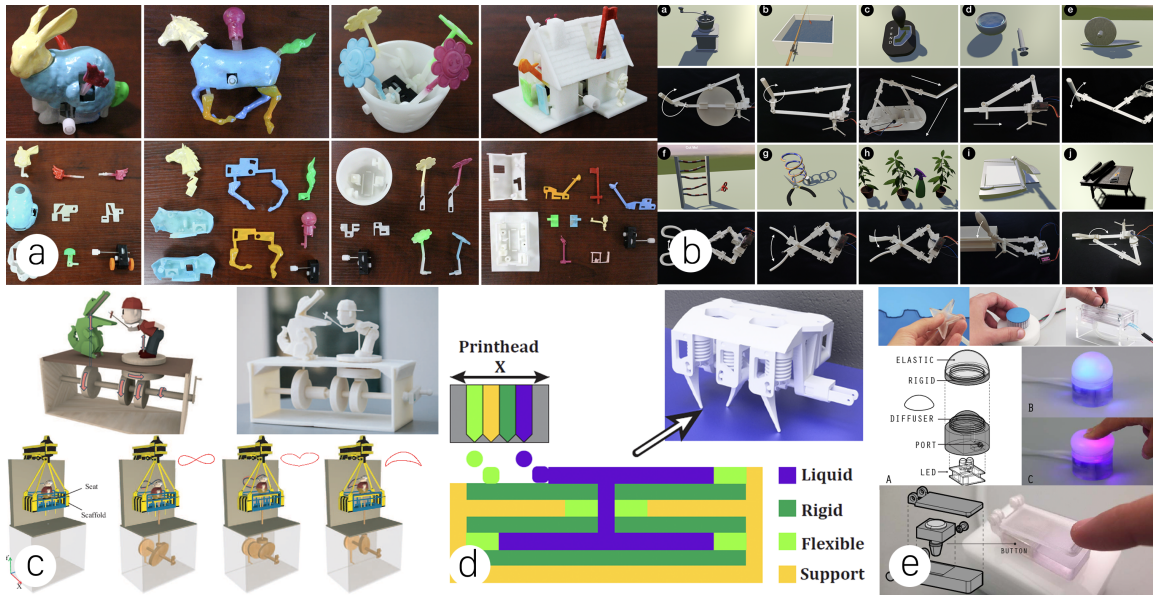 a
b
c
d
e
f
g
h
i
j
a
b
Seat
Scaffold
X
c
Printhead
X
Liquid
Rigid
Flexible
Support
d
ELASTIC
RIGID
DIFFUSER
PORT
LED
A
B
C
BUTTON
e